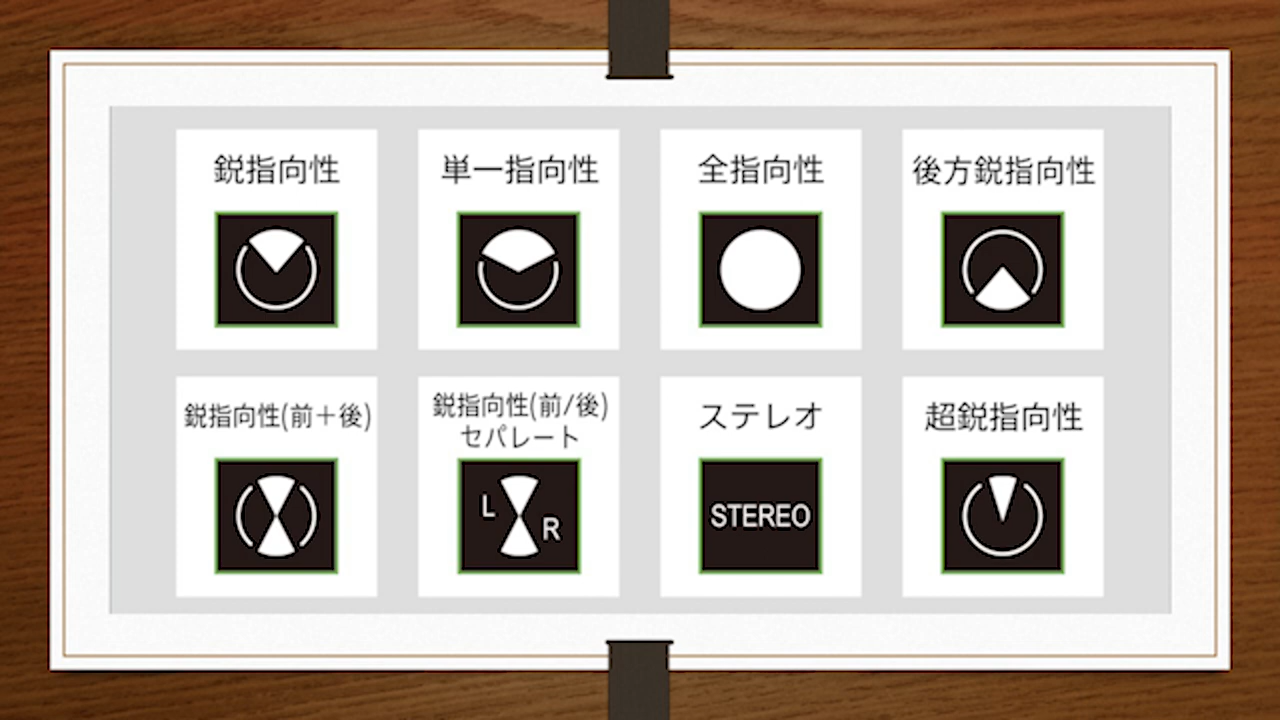 鋭指向性
単一指向性
全指向性
後方鋭指向性
鋭指向性(前＋後)
鋭指向性(前/後)
セパレート
L
R
ステレオ
STEREO
超鋭指向性